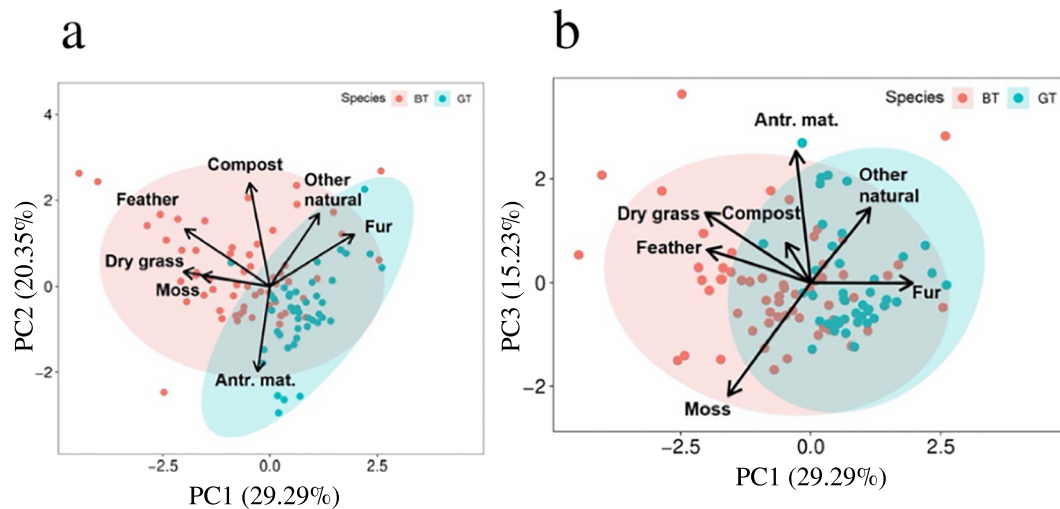 a
Species BT GT
4
2
0
−2
Compost
Other
natural
Feather
Fur
Dry grass
Moss
Antr. mat.
−2.5 0.0 2.5
PC1 (29.29%)
PC2 (20.35%)
b
Species BT GT
2
0
−2
Antr. mat.
Other
natural
Dry grass Compost
Feather
Fur
Moss
−2.5 0.0 2.5
PC1 (29.29%)
PC3 (15.23%)